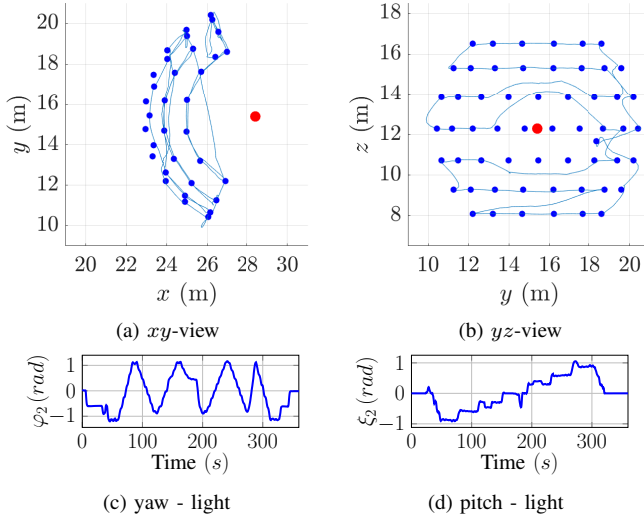 20
18
16
14
12
10
y (m)
20 22 24 26 28 30
x (m)
(a) xy-view
18
16
14
12
10
8
z (m)
10 12 14 16 18 20
y (m)
(b) yz-view
1
0
−1
φ₂(rad)
0 100 200 300
Time (s)
(c) yaw - light
1
0
−1
ξ₂(rad)
0 100 200 300
Time (s)
(d) pitch - light